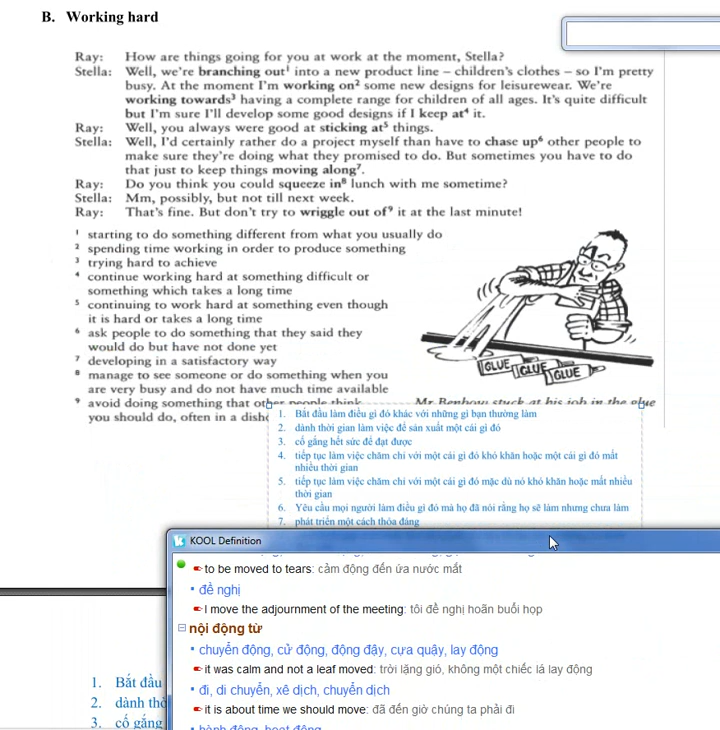 B. Working hard
Ray: How are things going for you at work at the moment, Stella?
Stella: Well, we're branching out¹ into a new product line – children's clothes – so I'm pretty
busy. At the moment I'm working on² some new designs for leisurewear. We're
working towards³ having a complete range for children of all ages. It's quite difficult
but I'm sure I'll develop some good designs if I keep at⁴ it.
Ray: Well, you always were good at sticking at⁵ things.
Stella: Well, I'd certainly rather do a project myself than have to chase up⁶ other people to
make sure they're doing what they promised to do. But sometimes you have to do
that just to keep things moving along⁷.
Ray: Do you think you could squeeze in⁸ lunch with me sometime?
Stella: Mm, possibly, but not till next week.
Ray: That's fine. But don't try to wriggle out of⁹ it at the last minute!
¹ starting to do something different from what you usually do
² spending time working in order to produce something
³ trying hard to achieve
⁴ continue working hard at something difficult or
something which takes a long time
⁵ continuing to work hard at something even though
it is hard or takes a long time
⁶ ask people to do something that they said they
would do but have not done yet
⁷ developing in a satisfactory way
⁸ manage to see someone or do something when you
are very busy and do not have much time available
⁹ avoid doing something that other people think
you should do, often in a dish
GLUE GLUE GLUE
Mr Benbow stuck at his job in the glue
1. Bắt đầu làm điều gì đó khác với những gì bạn thường làm
2. dành thời gian làm việc để sản xuất một cái gì đó
3. cố gắng hết sức để đạt được
4. tiếp tục làm việc chăm chỉ với một cái gì đó khó khăn hoặc một cái gì đó mất
nhiều thời gian
5. tiếp tục làm việc chăm chỉ với một cái gì đó mặc dù nó khó khăn hoặc mất nhiều
thời gian
6. Yêu cầu mọi người làm điều gì đó mà họ đã nói rằng họ sẽ làm nhưng chưa làm
7. phát triển một cách thỏa đáng
KOOL Definition
to be moved to tears: cảm động đến ứa nước mắt
đề nghị
I move the adjournment of the meeting: tôi đề nghị hoãn buổi họp
nội động từ
chuyển động, cử động, động đậy, cựa quậy, lay động
it was calm and not a leaf moved: trời lặng gió, không một chiếc lá lay động
đi, di chuyển, xê dịch, chuyển dịch
it is about time we should move: đã đến giờ chúng ta phải đi
hành động, hoạt động
1. Bắt đầu
2. dành thờ
3. cố gắng